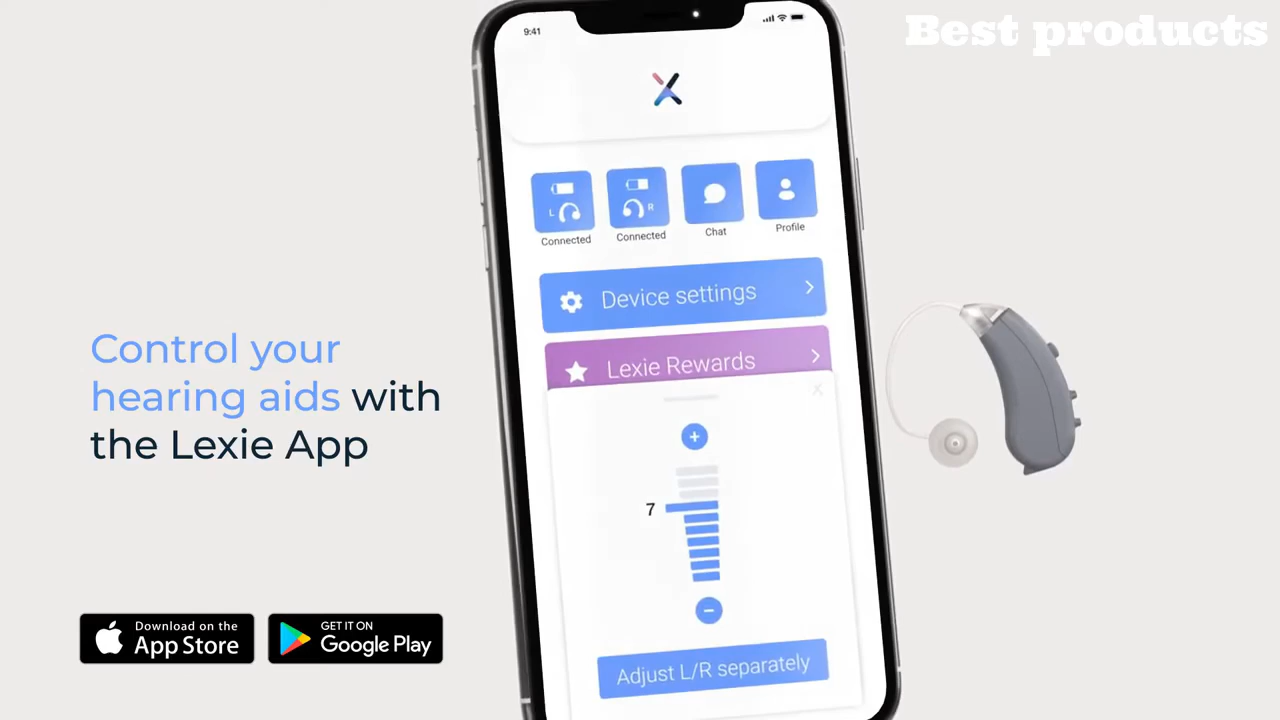 Best products
9:41
L
R
Connected
Connected
Chat
Profile
Device settings
Lexie Rewards
7
Adjust L/R separately
Control your
hearing aids with
the Lexie App
Download on the
App Store
GET IT ON
Google Play